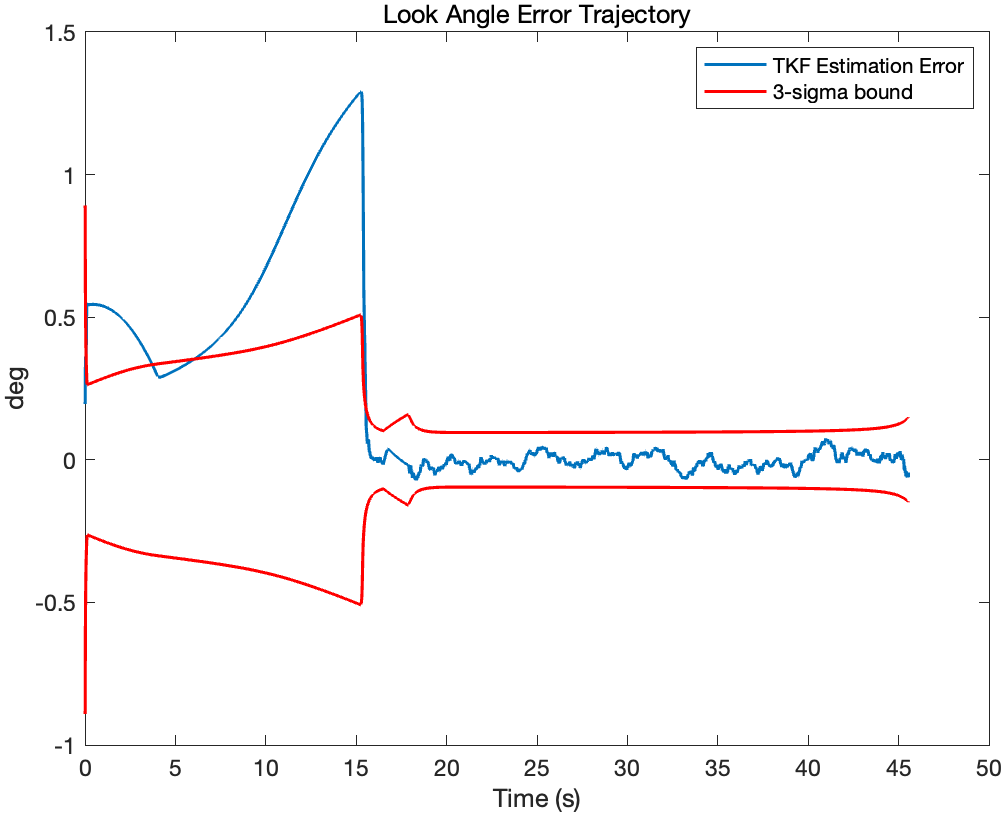 Look Angle Error Trajectory
1.5
TKF Estimation Error
3-sigma bound
1
0.5
0
-0.5
-1
deg
0 5 10 15 20 25 30 35 40 45 50
Time (s)